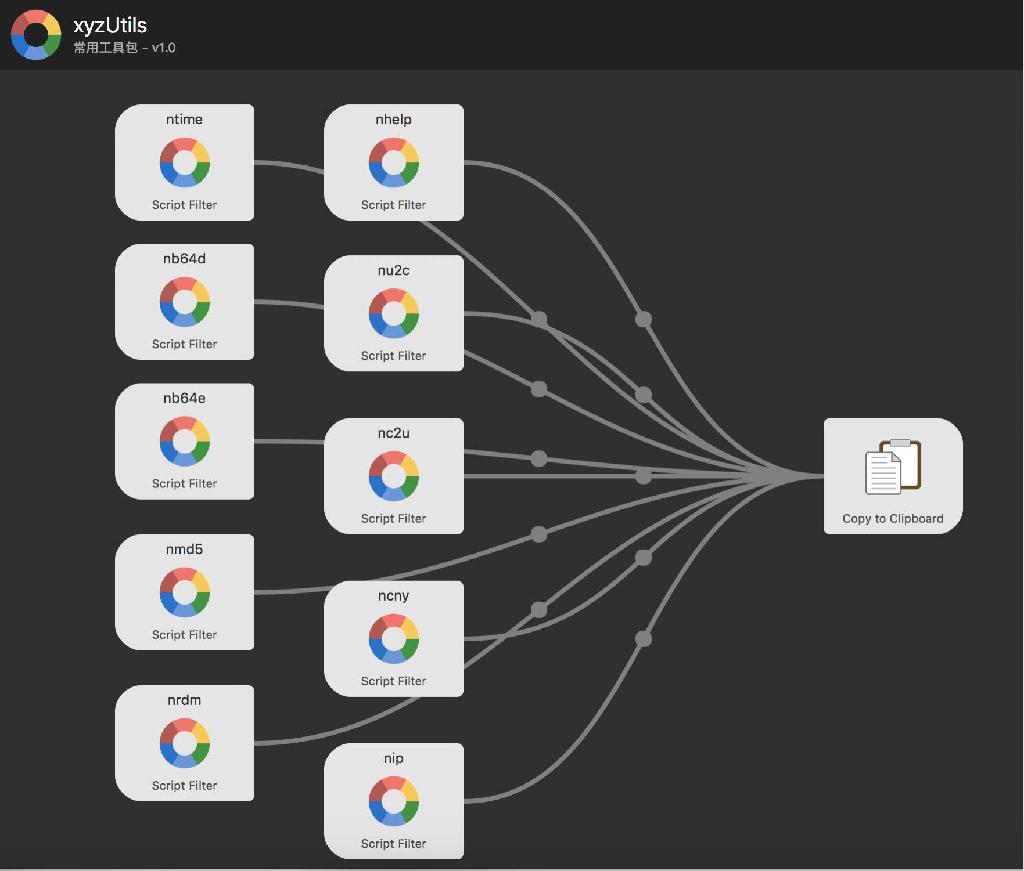 xyzUtils
常用工具包 - v1.0
ntime
Script Filter
nhelp
Script Filter
nb64d
Script Filter
nu2c
Script Filter
nb64e
Script Filter
nc2u
Script Filter
Copy to Clipboard
nmd5
Script Filter
ncny
Script Filter
nrdm
Script Filter
nip
Script Filter